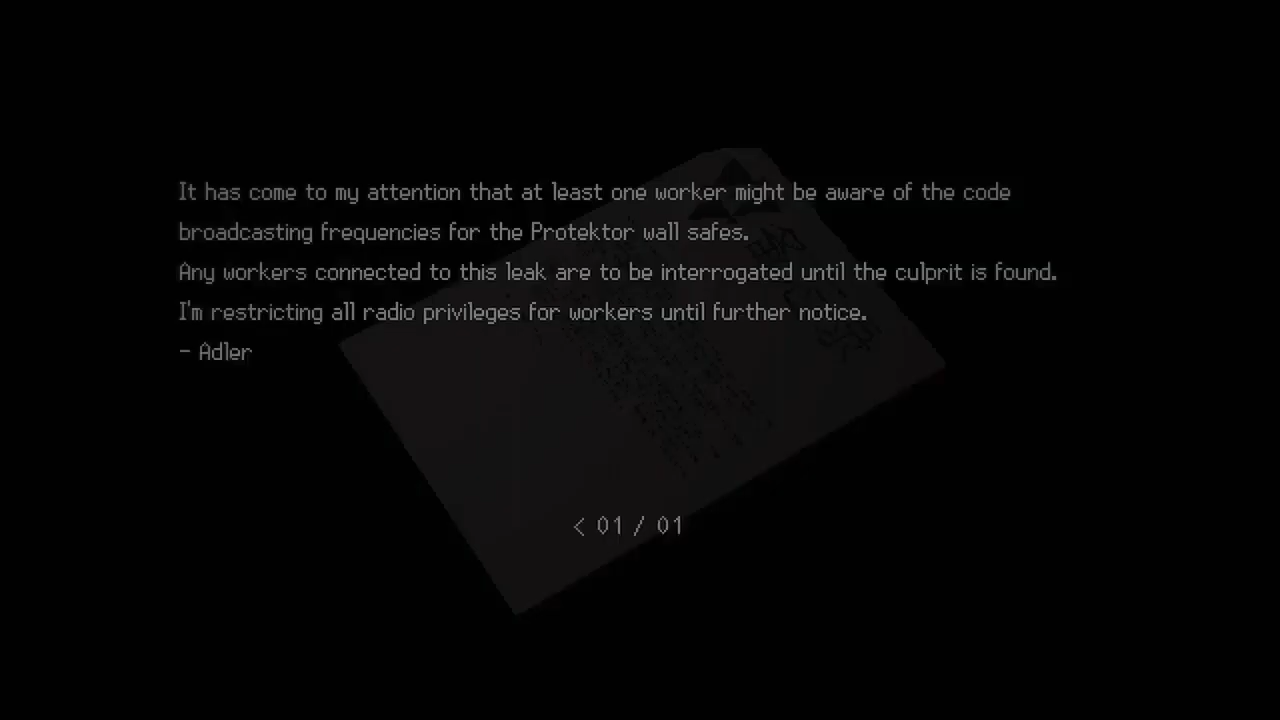 It has come to my attention that at least one worker might be aware of the code
broadcasting frequencies for the Protektor wall safes.
Any workers connected to this leak are to be interrogated until the culprit is found.
I'm restricting all radio privileges for workers until further notice.
- Adler
< 01 / 01